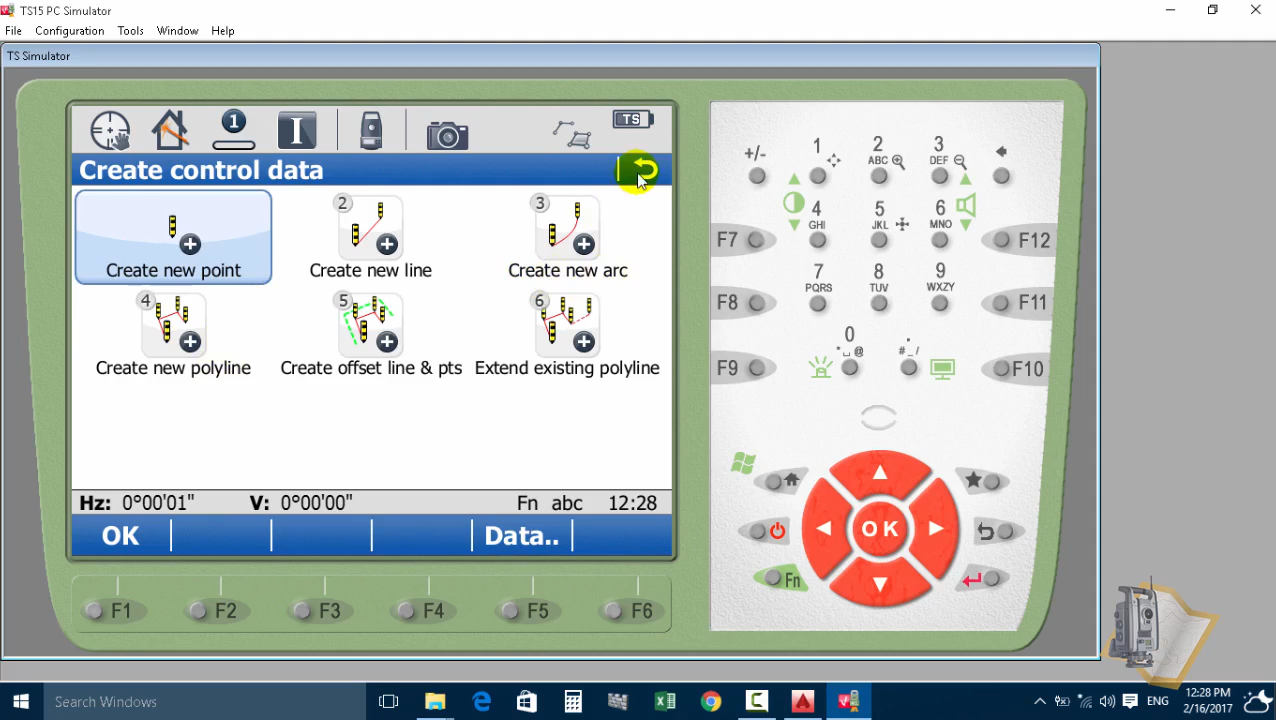 TS15 PC Simulator
File Configuration Tools Window Help
TS Simulator
1 I TS
Create control data
Create new point
2 Create new line
3 Create new arc
4 Create new polyline
5 Create offset line & pts
6 Extend existing polyline
Hz: 0°00'01" V: 0°00'00" Fn abc 12:28
OK Data..
F1 F2 F3 F4 F5 F6
+/- 1 2 ABC 3 DEF
F7 4 GHI 5 JKL 6 MNO F12
F8 7 PQRS 8 TUV 9 WXZY F11
F9 0 * ␣ @ . # _ / F10
OK
Fn
Search Windows
ENG 12:28 PM
2/16/2017